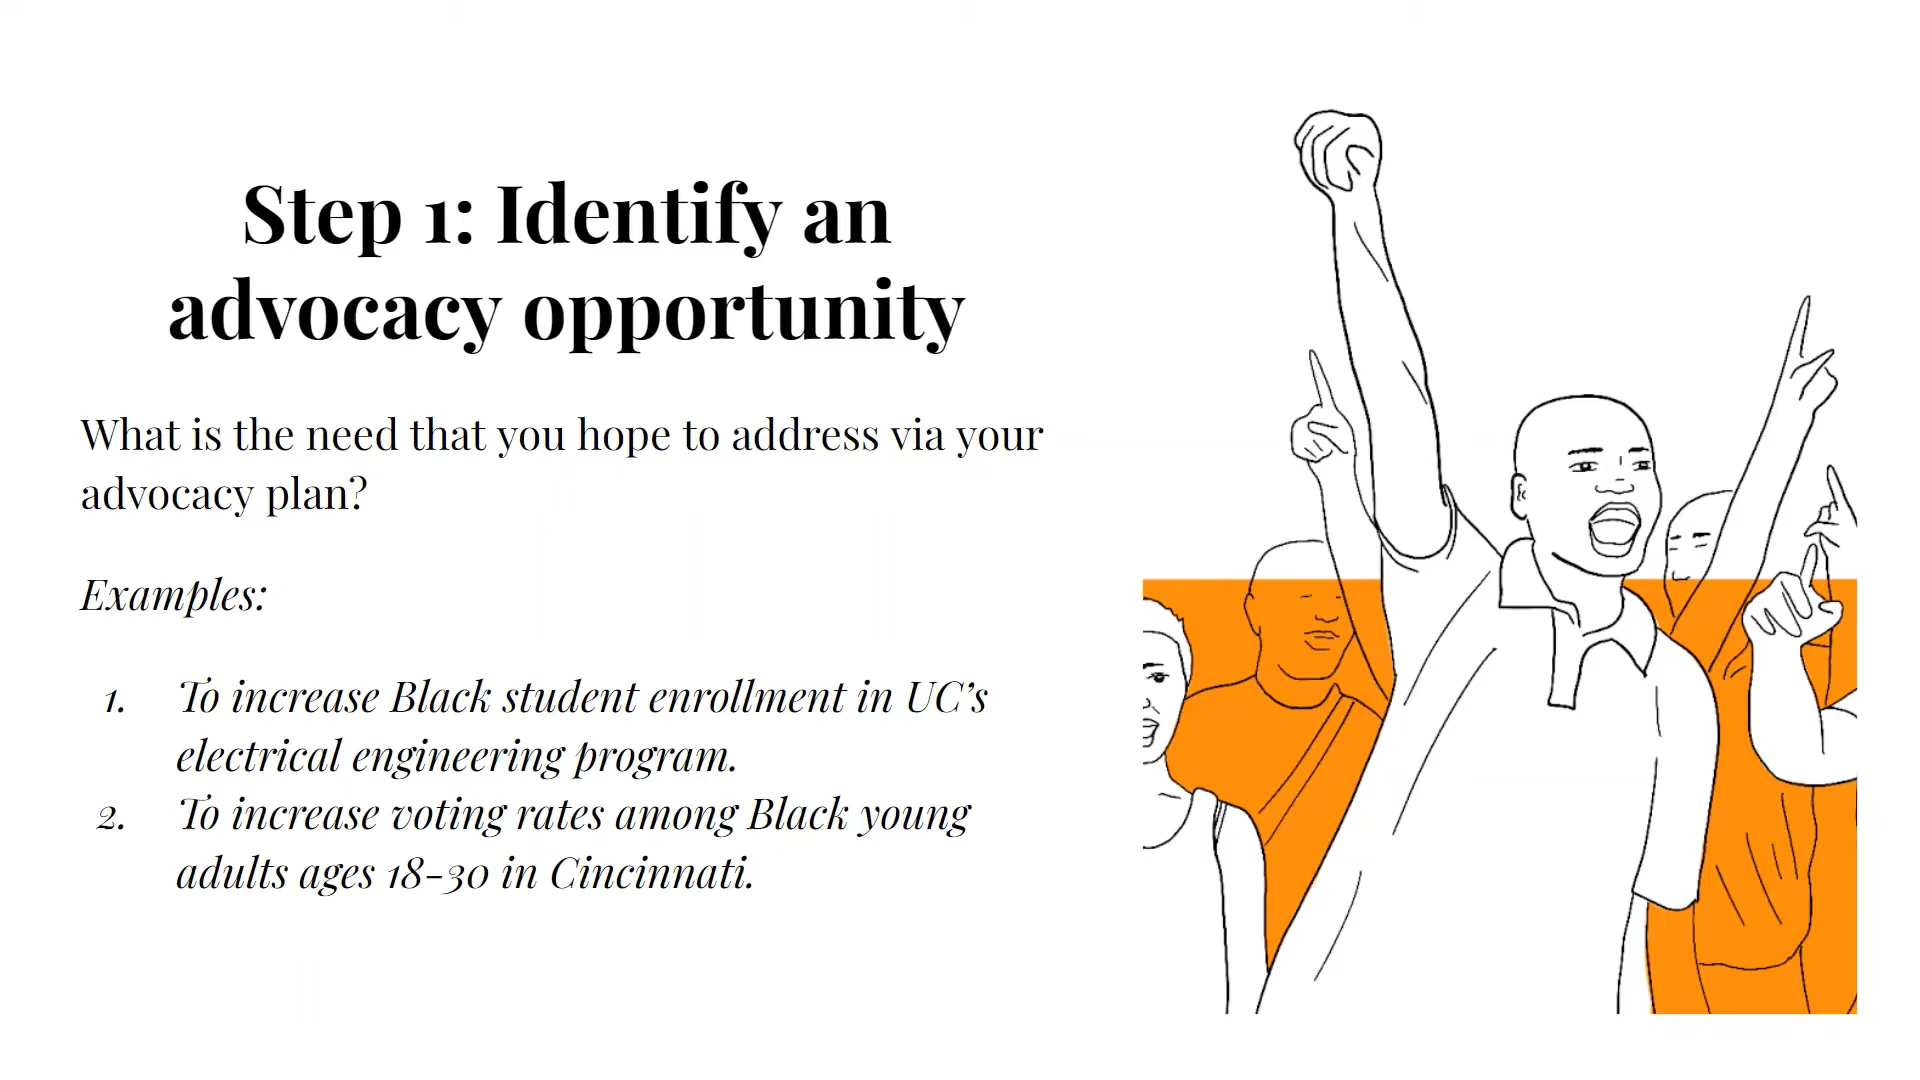 Step 1: Identify an
advocacy opportunity
What is the need that you hope to address via your
advocacy plan?
Examples:
1. To increase Black student enrollment in UC’s
electrical engineering program.
2. To increase voting rates among Black young
adults ages 18-30 in Cincinnati.